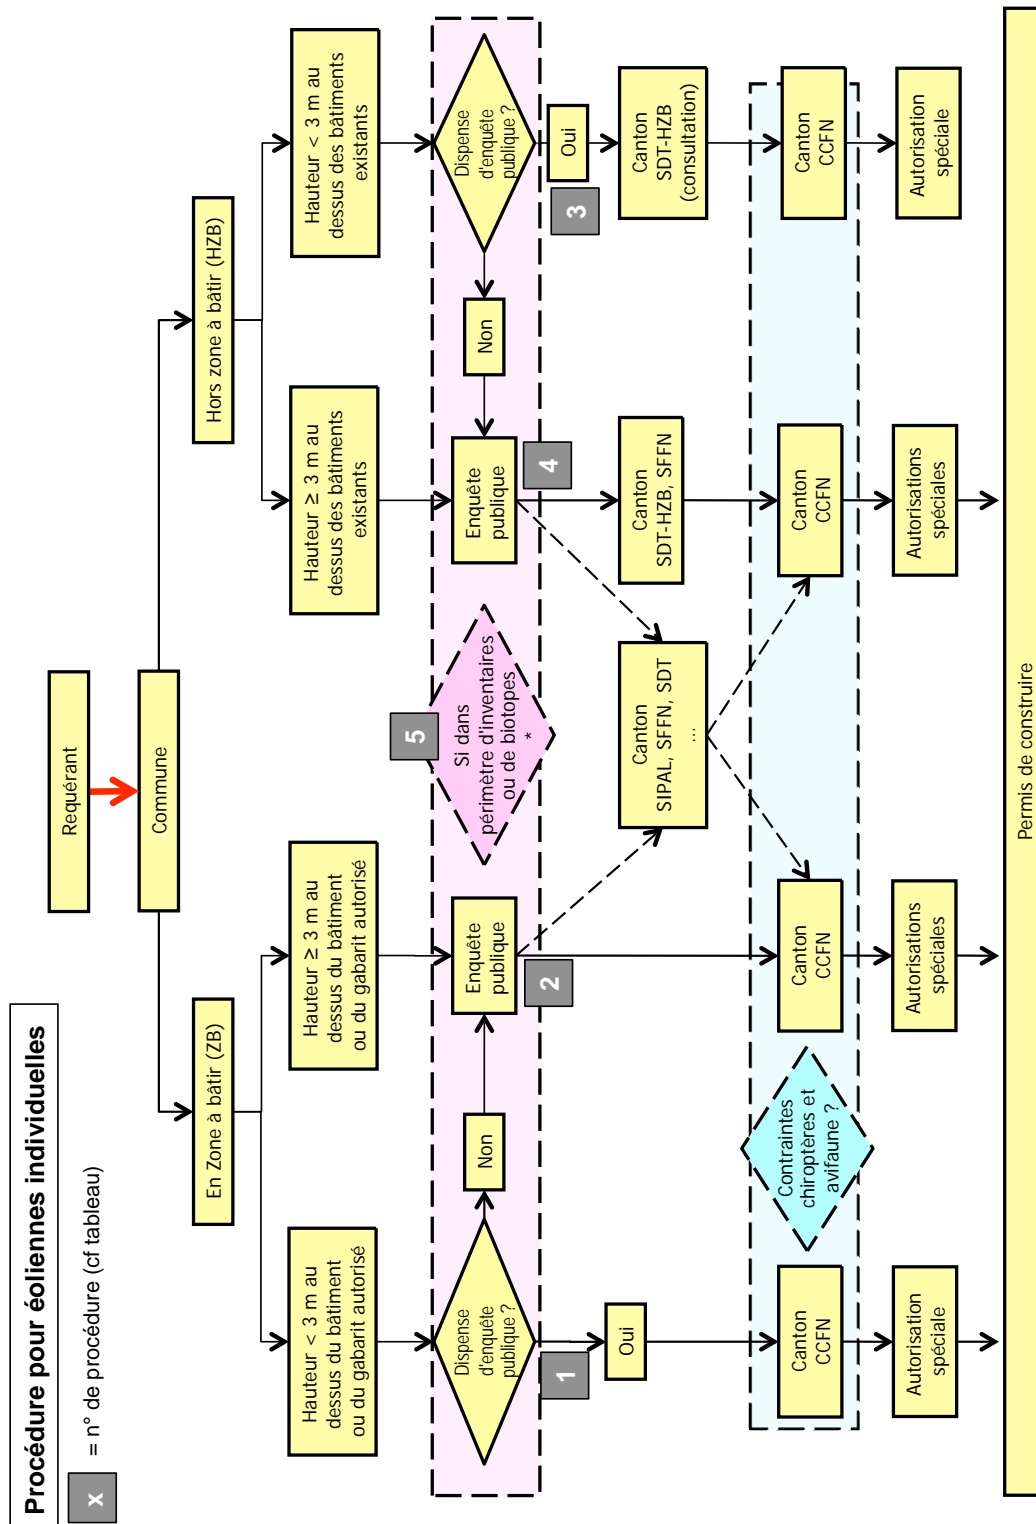 Procédure pour éoliennes individuelles
x
= n° de procédure (cf tableau)
Requérant
Commune
En Zone à bâtir (ZB)
Hors zone à bâtir (HZB)
Hauteur < 3 m au
dessus du bâtiment
ou du gabarit autorisé
Hauteur ≥ 3 m au
dessus du bâtiment
ou du gabarit autorisé
Hauteur ≥ 3 m au
dessus des bâtiments
existants
Hauteur < 3 m au
dessus des bâtiments
existants
Dispense
d'enquête
publique ?
Non
Enquête
publique
5
Si dans
périmètre d'inventaires
ou de biotopes
*
Enquête
publique
Non
Dispense
d'enquête
publique ?
1
Oui
2
4
3
Oui
Canton
SIPAL, SFFN, SDT
...
Canton
SDT-HZB, SFFN
Canton
SDT-HZB
(consultation)
Canton
CCFN
Contraintes
chiroptères et
avifaune ?
Canton
CCFN
Canton
CCFN
Canton
CCFN
Autorisation
spéciale
Autorisations
spéciales
Autorisations
spéciales
Autorisation
spéciale
Permis de construire